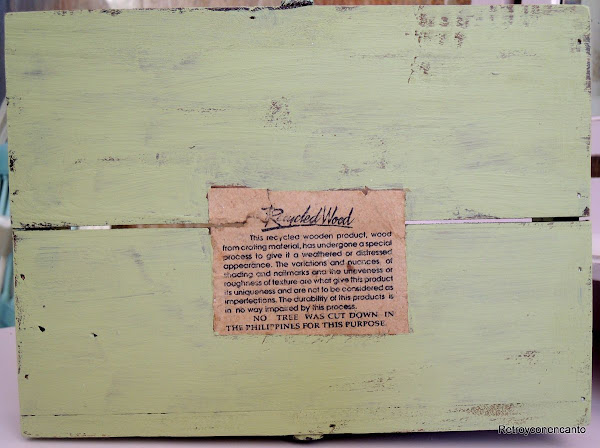 Recycled Wood
This recycled wooden product, wood
from crating material, has undergone a special
process to give it a weathered or distressed
appearance. The variations and nuances of
shading and nailmarks and the uneveness or
roughness of texture are what give this product
its uniqueness and are not to be considered as
imperfections. The durability of this products is
in no way impaired by this process.
NO TREE WAS CUT DOWN IN
THE PHILIPPINES FOR THIS PURPOSE.
Retroyconencanto